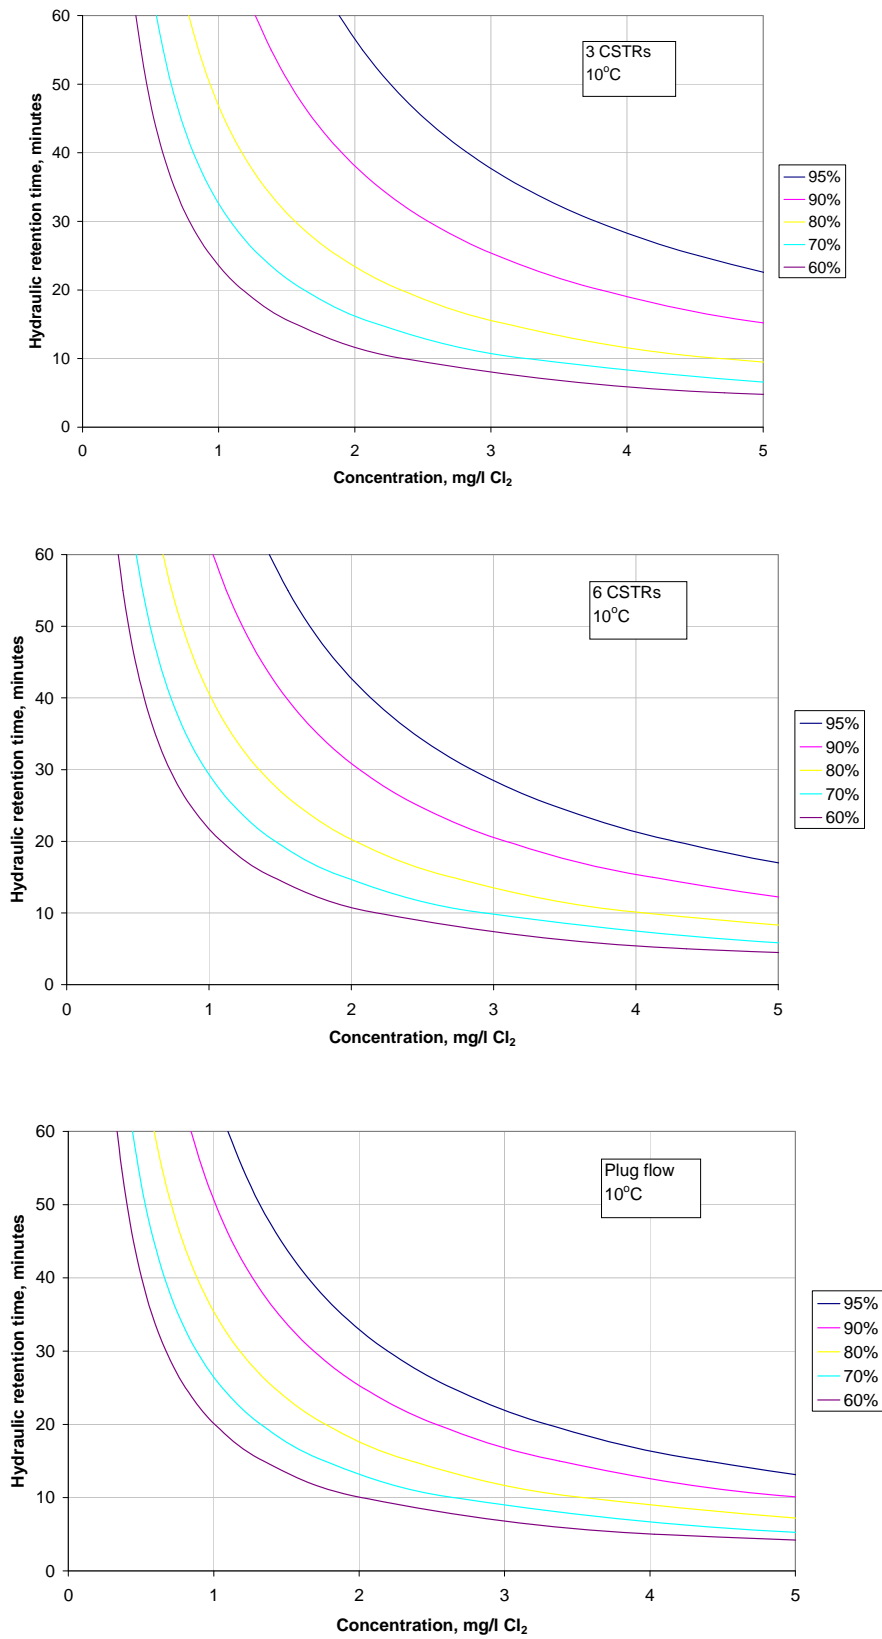 60
50
40
30
20
10
0
Hydraulic retention time, minutes
0 1 2 3 4 5
Concentration, mg/l Cl₂
3 CSTRs
10°C
95%
90%
80%
70%
60%
60
50
40
30
20
10
0
Hydraulic retention time, minutes
0 1 2 3 4 5
Concentration, mg/l Cl₂
6 CSTRs
10°C
95%
90%
80%
70%
60%
60
50
40
30
20
10
0
Hydraulic retention time, minutes
0 1 2 3 4 5
Concentration, mg/l Cl₂
Plug flow
10°C
95%
90%
80%
70%
60%